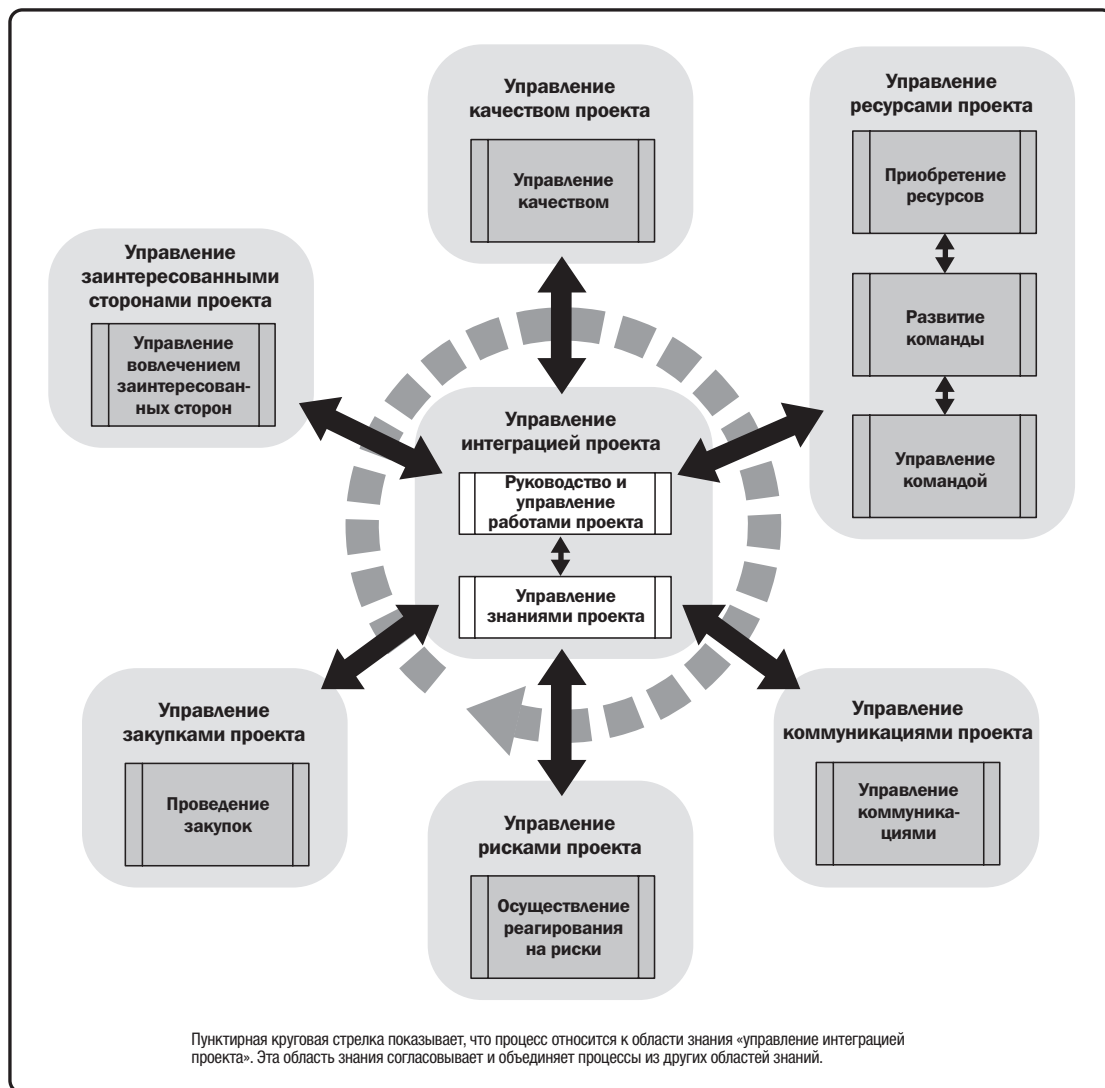 Управление
качеством проекта
Управление
качеством
Управление
ресурсами проекта
Приобретение
ресурсов
Развитие
команды
Управление
командой
Управление
заинтересованными
сторонами проекта
Управление
вовлечением
заинтересован-
ных сторон
Управление
интеграцией проекта
Руководство и
управление
работами проекта
Управление
знаниями проекта
Управление
закупками проекта
Проведение
закупок
Управление
рисками проекта
Осуществление
реагирования
на риски
Управление
коммуникациями проекта
Управление
коммуника-
циями
Пунктирная круговая стрелка показывает, что процесс относится к области знания «управление интеграцией
проекта». Эта область знания согласовывает и объединяет процессы из других областей знаний.